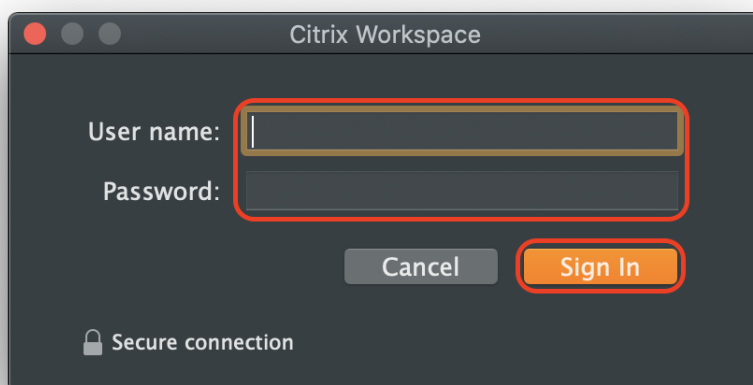 Citrix Workspace
User name:
Password:
Cancel Sign In
Secure connection